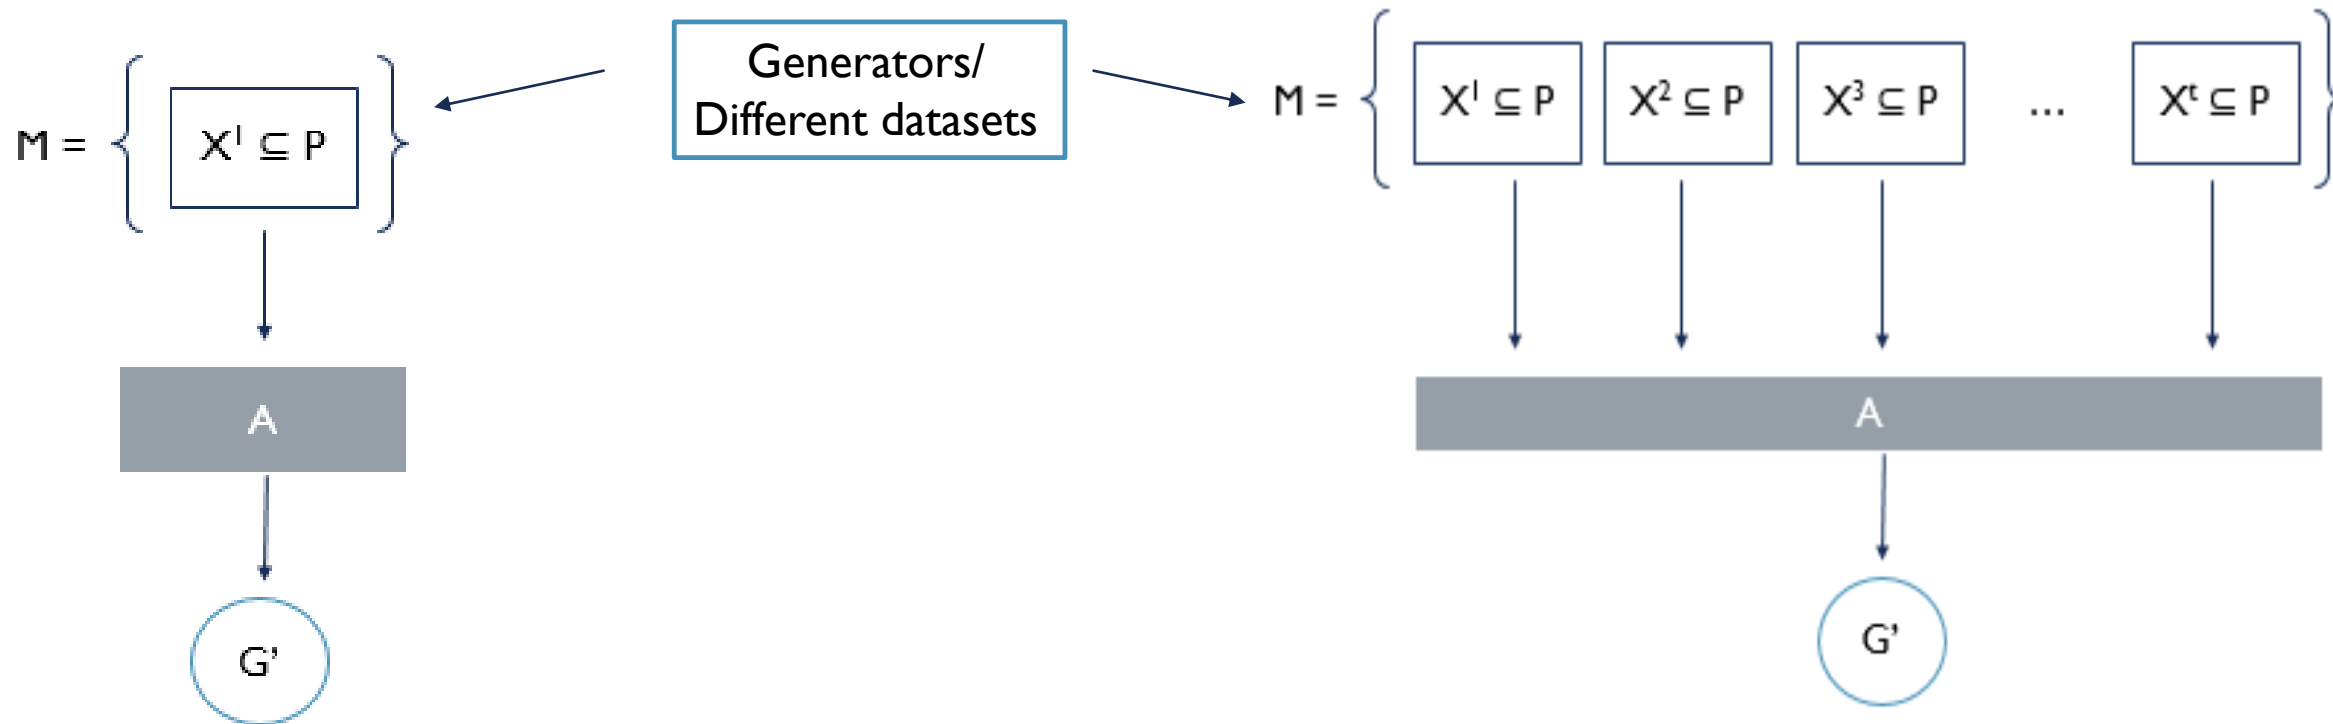 M = { X¹ ⊆ P }
A
G’
Generators/
Different datasets
M = { X¹ ⊆ P X² ⊆ P X³ ⊆ P ... Xᵗ ⊆ P }
A
G’